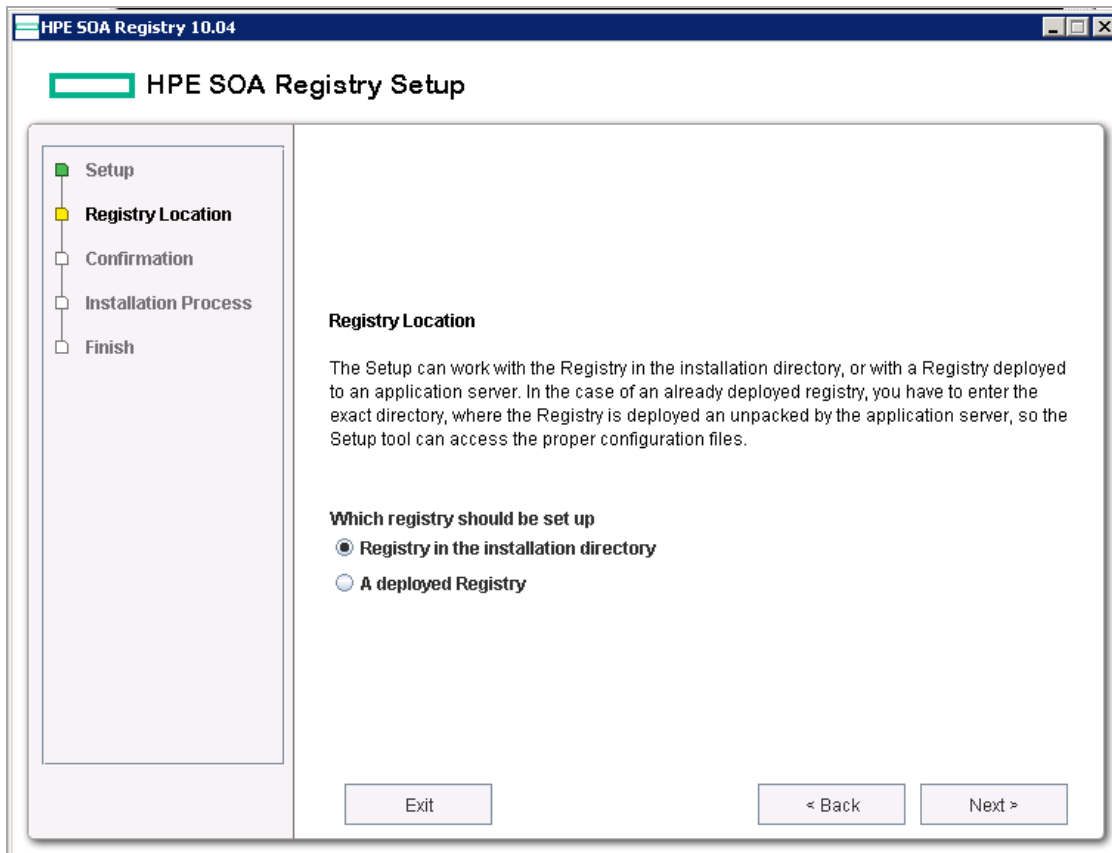 HPE SOA Registry 10.04
HPE SOA Registry Setup
Setup
Registry Location
Confirmation
Installation Process
Finish
Registry Location
The Setup can work with the Registry in the installation directory, or with a Registry deployed
to an application server. In the case of an already deployed registry, you have to enter the
exact directory, where the Registry is deployed an unpacked by the application server, so the
Setup tool can access the proper configuration files.
Which registry should be set up
Registry in the installation directory
A deployed Registry
Exit
< Back
Next >